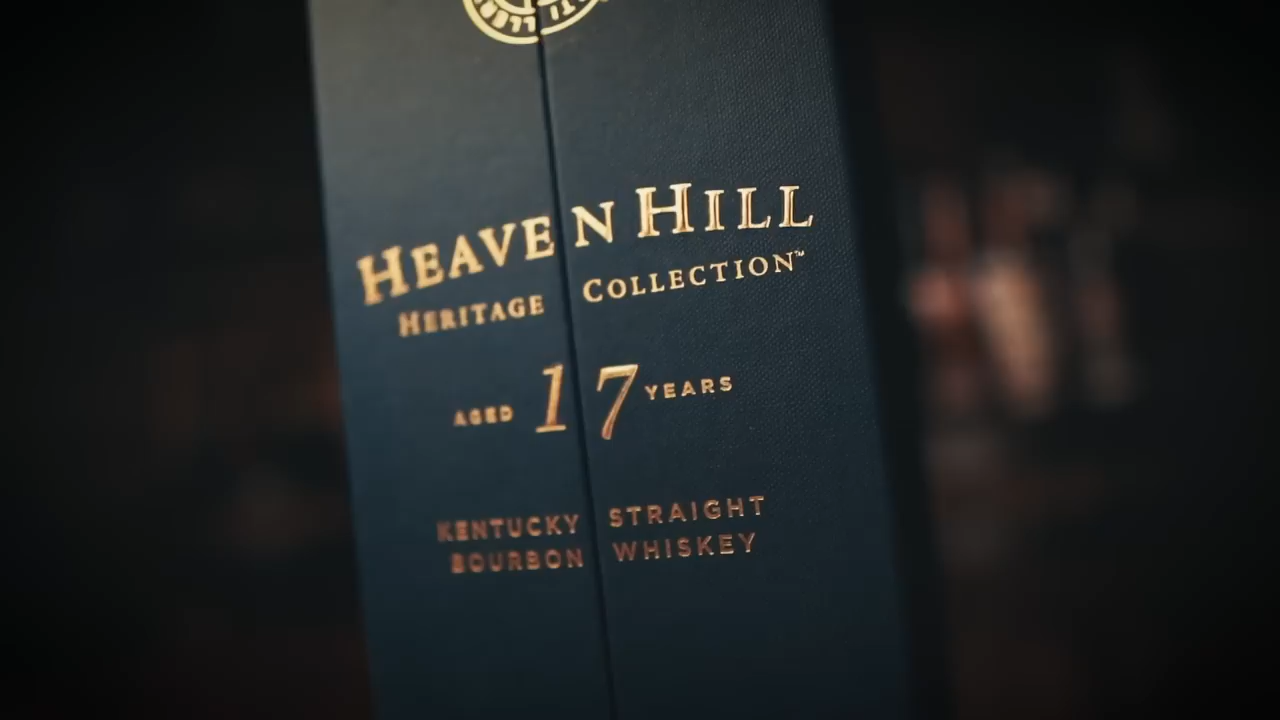 HEAVEN HILL
HERITAGE COLLECTION™
AGED 17 YEARS
KENTUCKY STRAIGHT
BOURBON WHISKEY